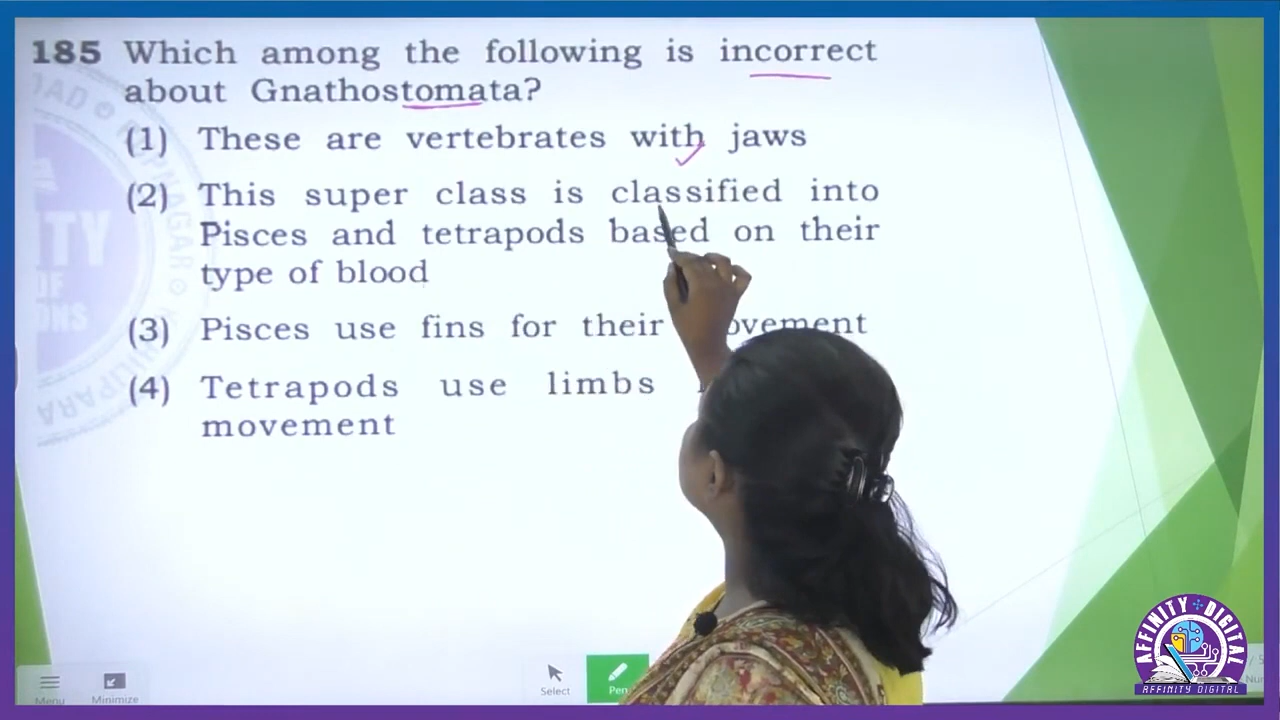 185 Which among the following is incorrect
about Gnathostomata?
(1) These are vertebrates with jaws
(2) This super class is classified into
Pisces and tetrapods based on their
type of blood
(3) Pisces use fins for their ovement
(4) Tetrapods use limbs
movement
Menu
Minimize
Select
Pen
AFFINITY DIGITAL
AFFINITY DIGITAL